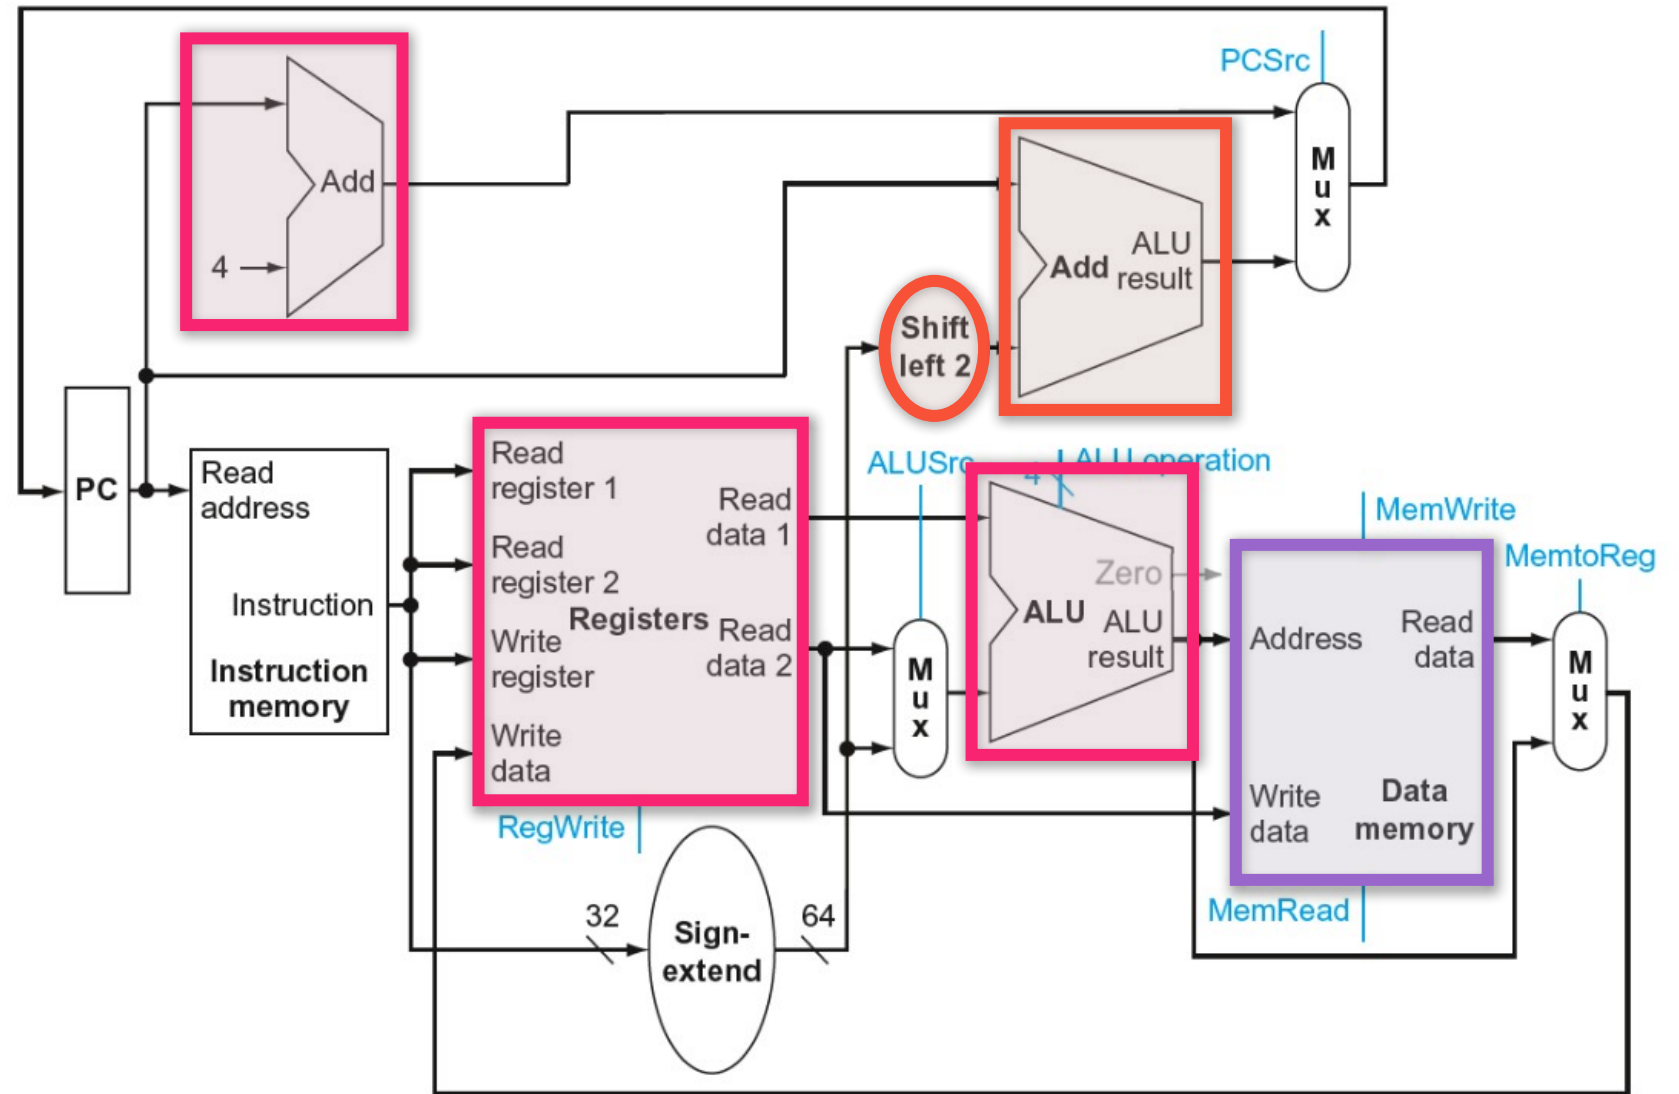 PCSrc
M
u
x
Add
4
Add
ALU
result
Shift
left 2
PC
Read
address
Instruction
Instruction
memory
Read
register 1
Read
register 2
Write
register
Write
data
Registers
Read
data 1
Read
data 2
RegWrite
ALUSrc
M
u
x
4
ALU operation
Zero
ALU
ALU
result
MemWrite
MemtoReg
Address
Read
data
Write
data
Data
memory
MemRead
M
u
x
32
Sign-
extend
64